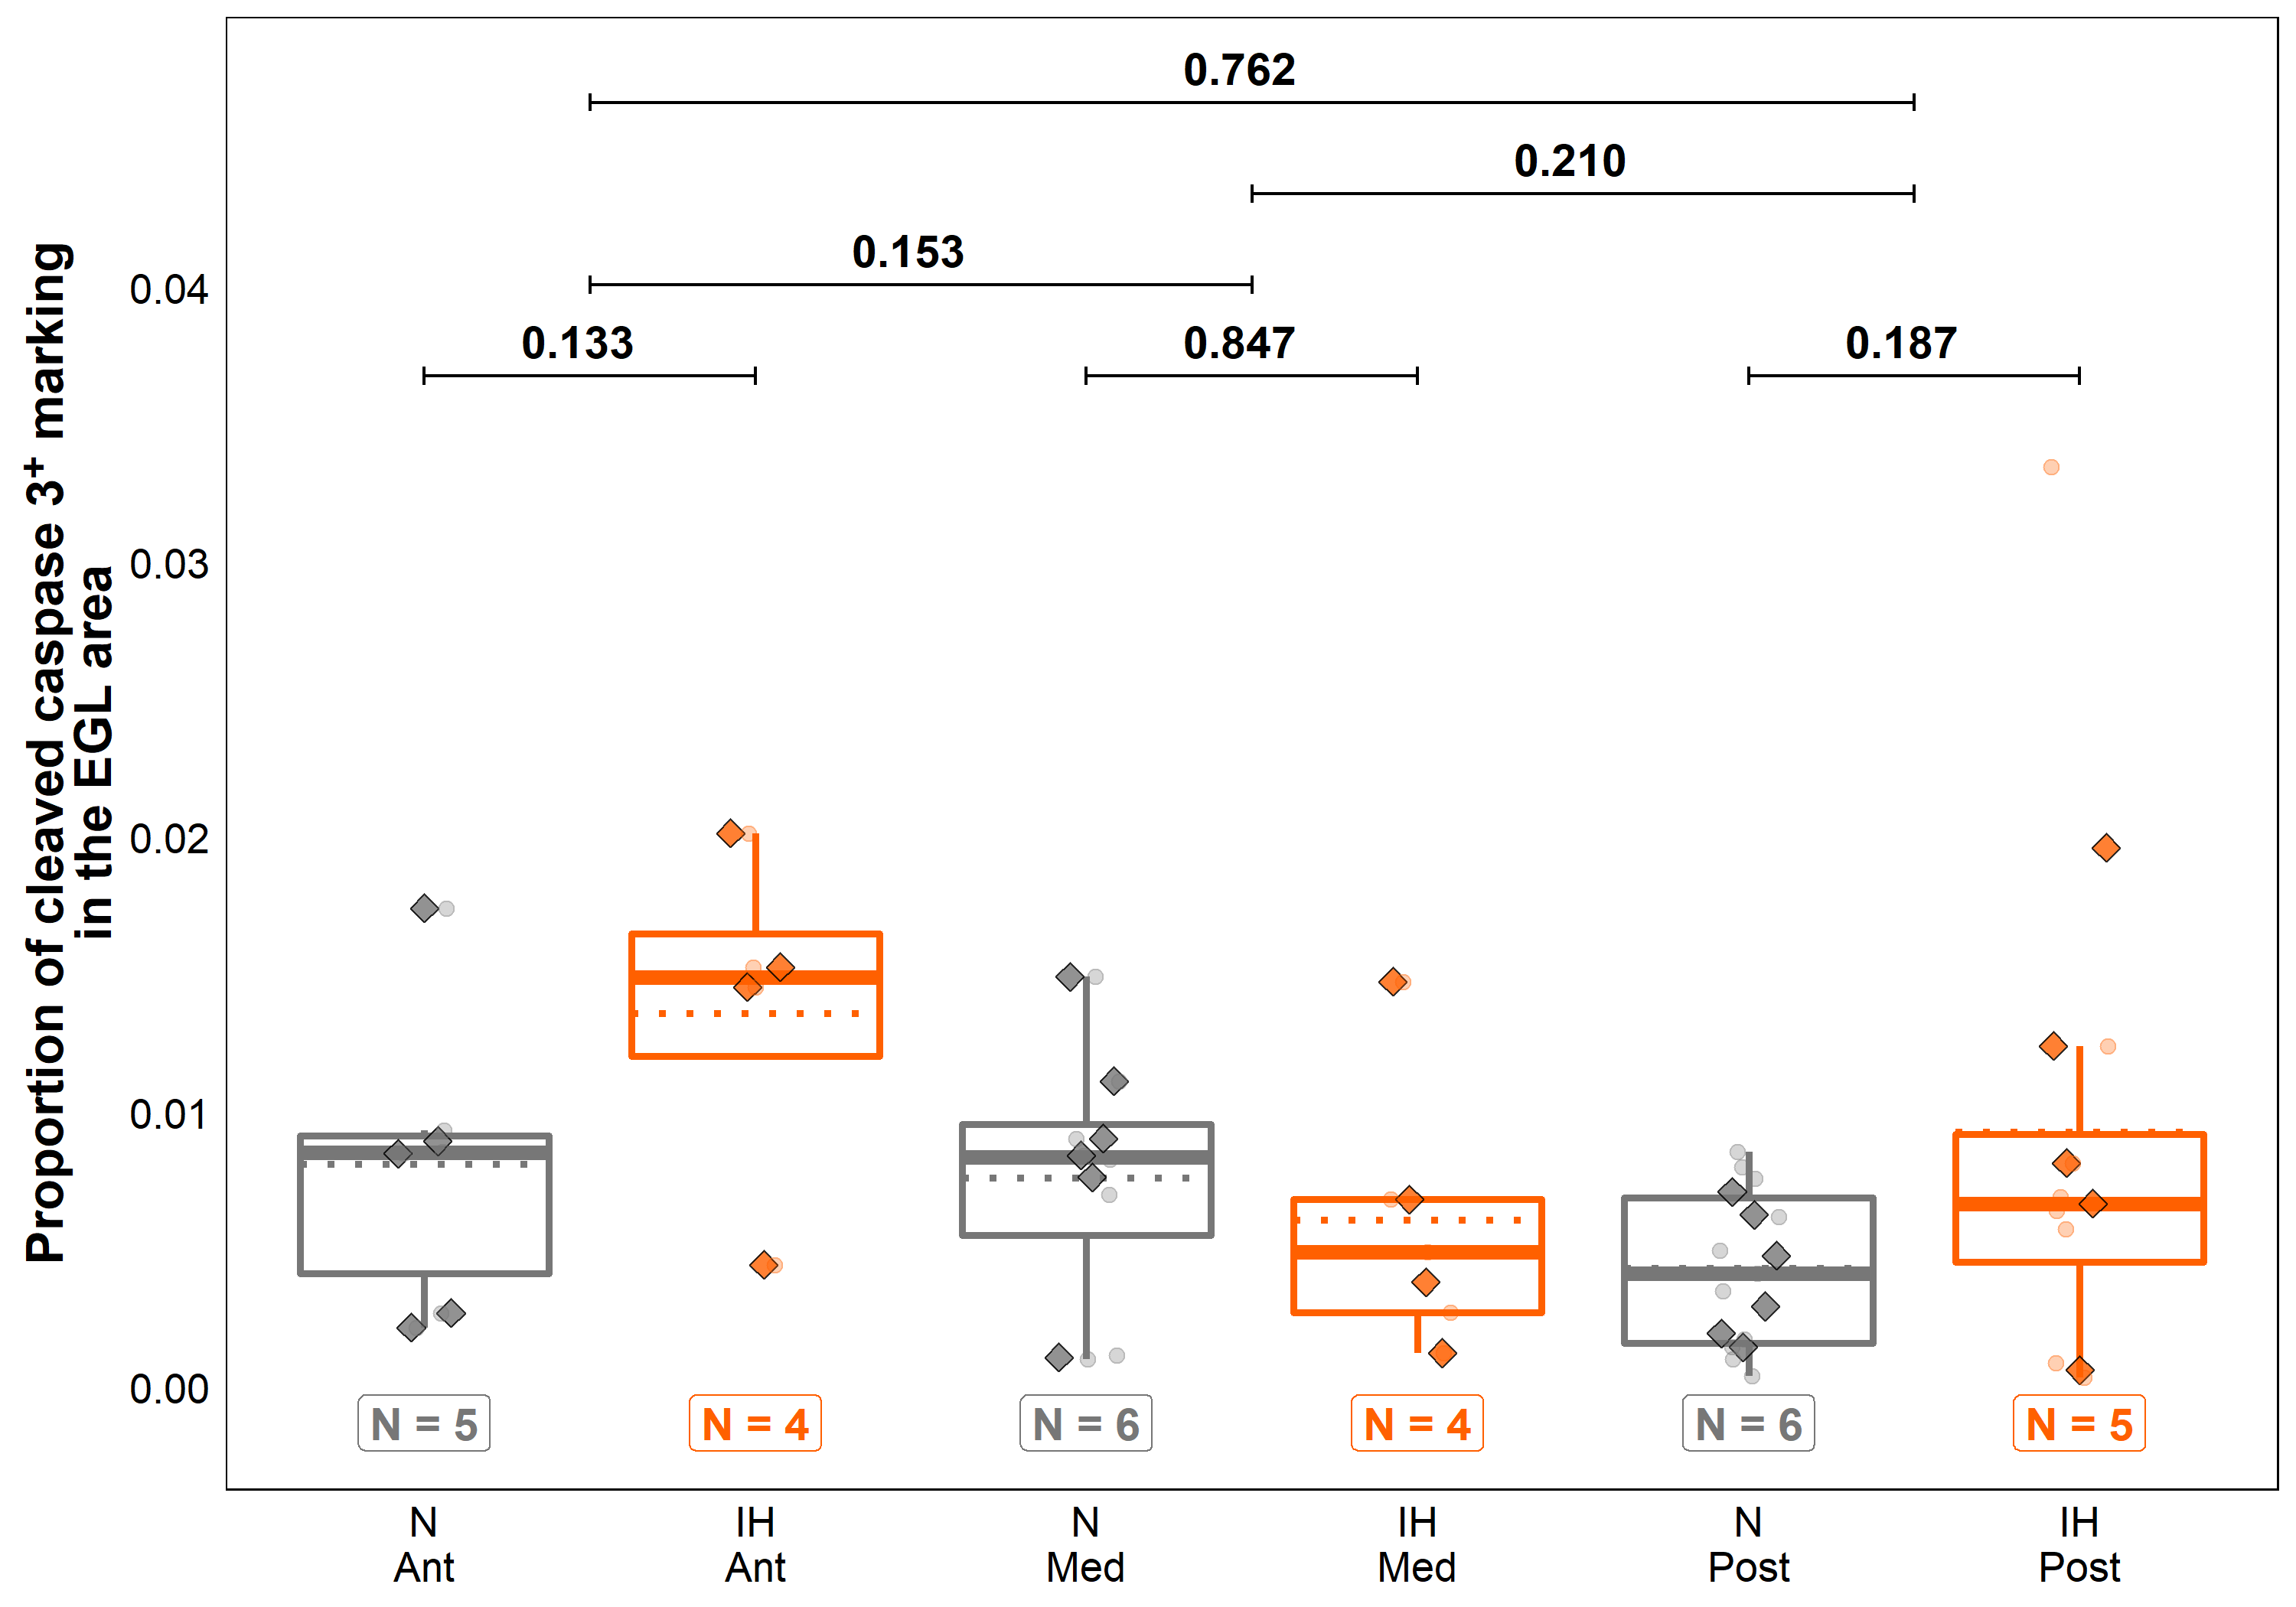 Proportion of cleaved caspase 3⁺ marking
in the EGL area
0.04
0.03
0.02
0.01
0.00
0.762
0.210
0.153
0.133
0.847
0.187
N = 5
N = 4
N = 6
N = 4
N = 6
N = 5
N
Ant
IH
Ant
N
Med
IH
Med
N
Post
IH
Post